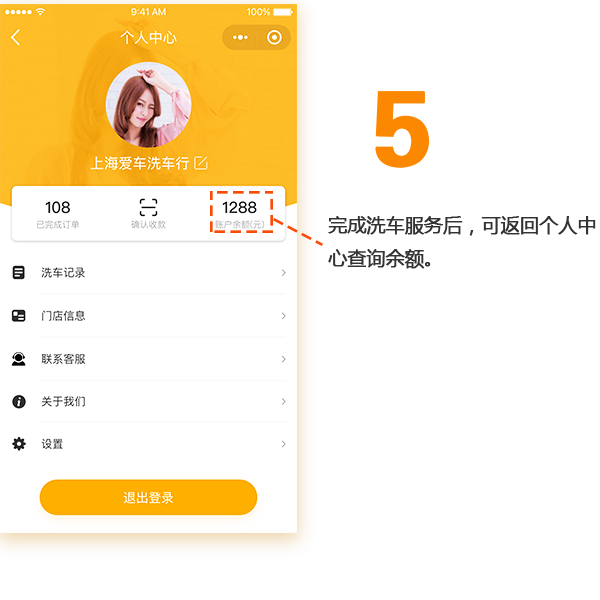 9:41 AM
100%
个人中心
上海爱车洗车行
108
1288
已完成订单
确认收款
账户余额(元)
5
完成洗车服务后，可返回个人中
心查询余额。
洗车记录
门店信息
联系客服
关于我们
设置
退出登录